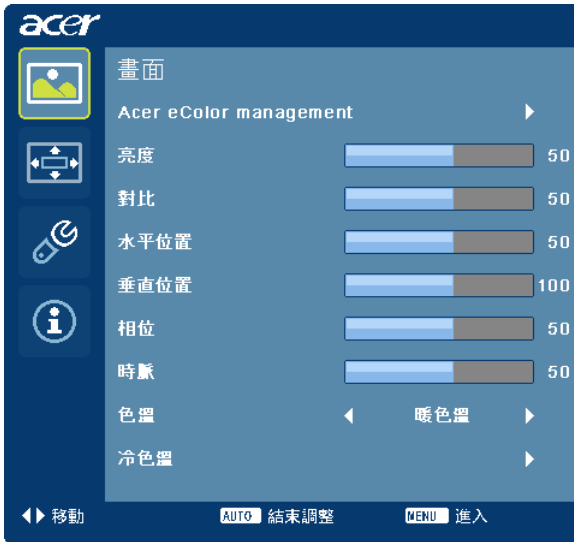 acer
畫面
Acer eColor management
亮度 50
對比 50
水平位置 50
垂直位置 100
相位 50
時脈 50
色溫 暖色溫
冷色溫
移動 AUTO 結束調整 MENU 進入